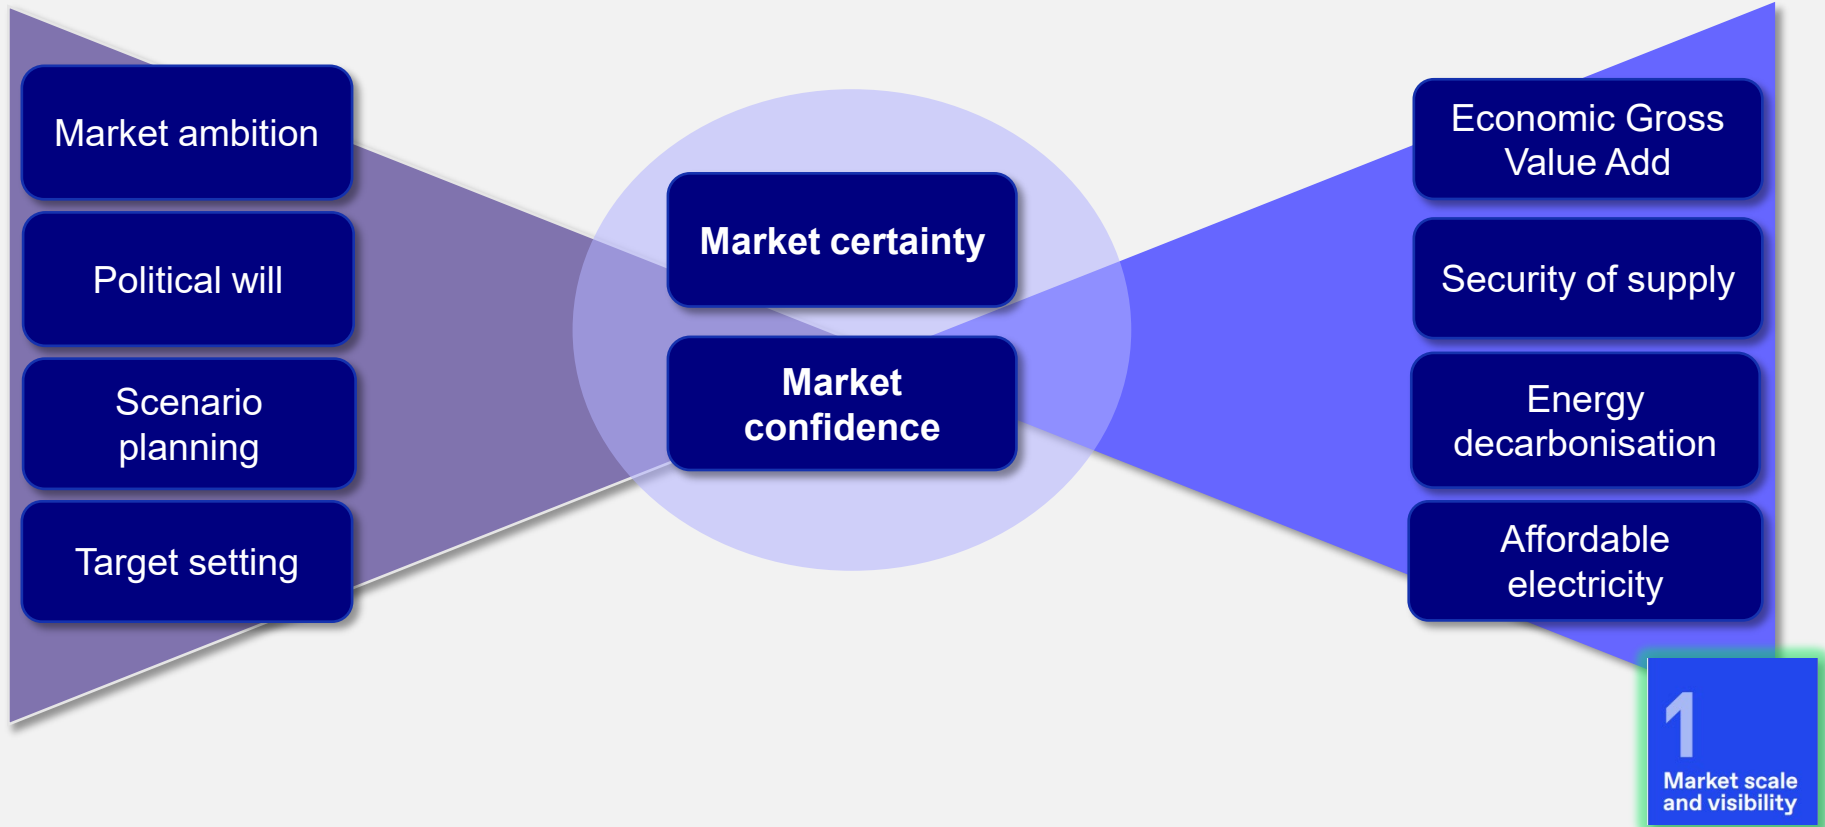 Market ambition
Political will
Scenario
planning
Target setting
Market certainty
Market
confidence
Economic Gross
Value Add
Security of supply
Energy
decarbonisation
Affordable
electricity
1
Market scale
and visibility